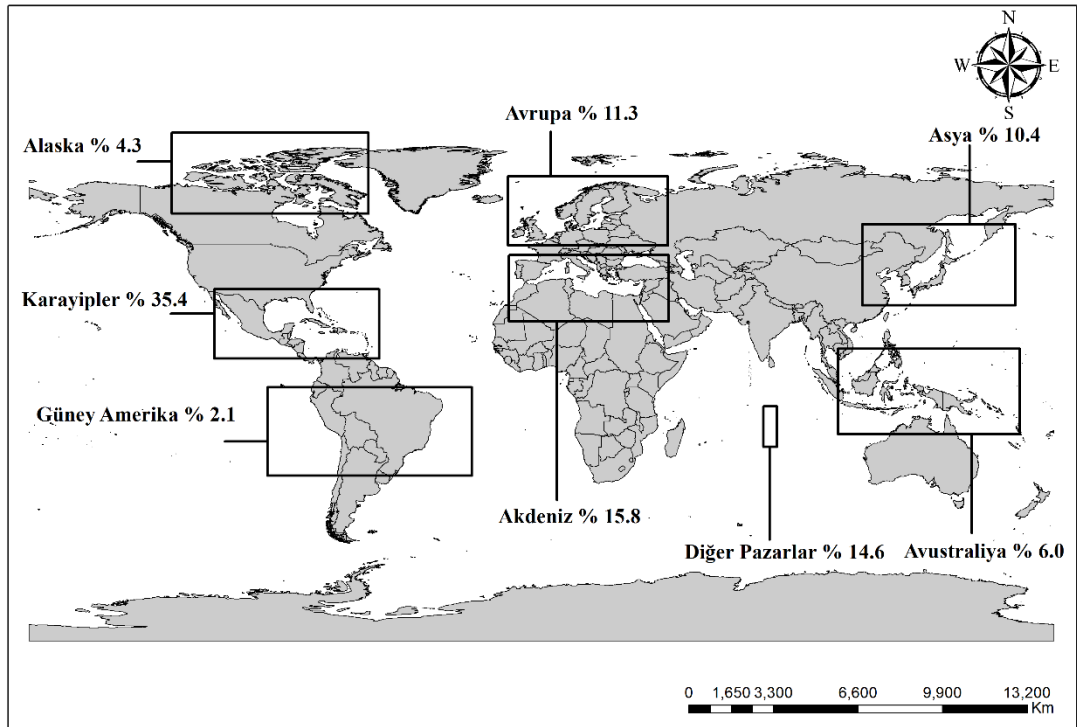 N
W E
S
Avrupa % 11.3
Alaska % 4.3
Asya % 10.4
Karayipler % 35.4
Güney Amerika % 2.1
Akdeniz % 15.8
Diğer Pazarlar % 14.6
Avustraliya % 6.0
0 1,650 3,300 6,600 9,900 13,200
Km